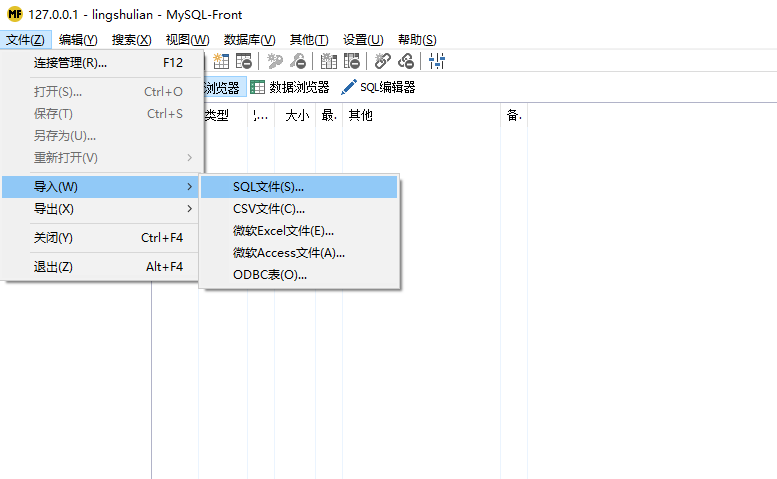 MF 127.0.0.1 - lingshulian - MySQL-Front
文件(Z) 编辑(Y) 搜索(X) 视图(W) 数据库(V) 其他(T) 设置(U) 帮助(S)
连接管理(R)... F12
打开(S)... Ctrl+O
保存(T) Ctrl+S
另存为(U)...
重新打开(V)
导入(W)
导出(X)
关闭(Y) Ctrl+F4
退出(Z) Alt+F4
浏览器 数据浏览器 SQL编辑器
类型 大小 最. 其他 备.
SQL文件(S)...
CSV文件(C)...
微软Excel文件(E)...
微软Access文件(A)...
ODBC表(O)...